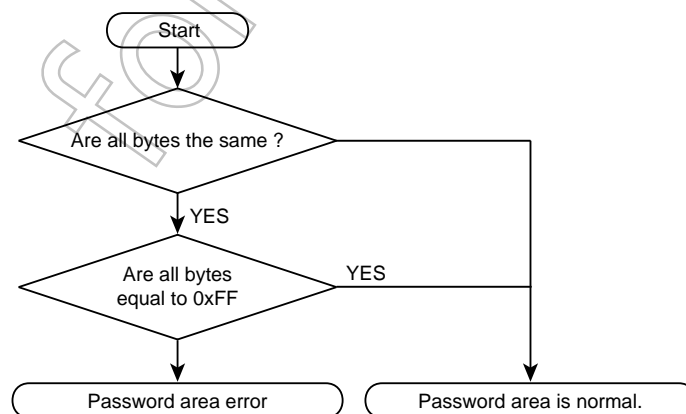 Start
Are all bytes the same ?
YES
Are all bytes
equal to 0xFF
YES
Password area error
Password area is normal.